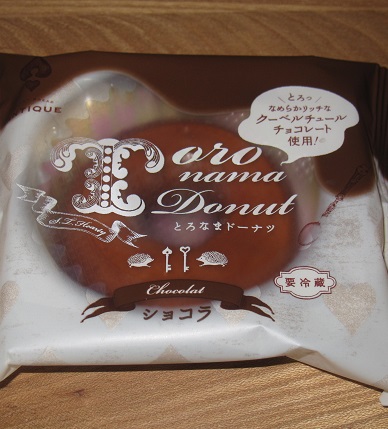 TIQUE
とろっ
なめらかリッチな
クーベルチュール
チョコレート
使用!
Toro
nama
Donut
とろなまドーナツ
要冷蔵
Chocolat
ショコラ